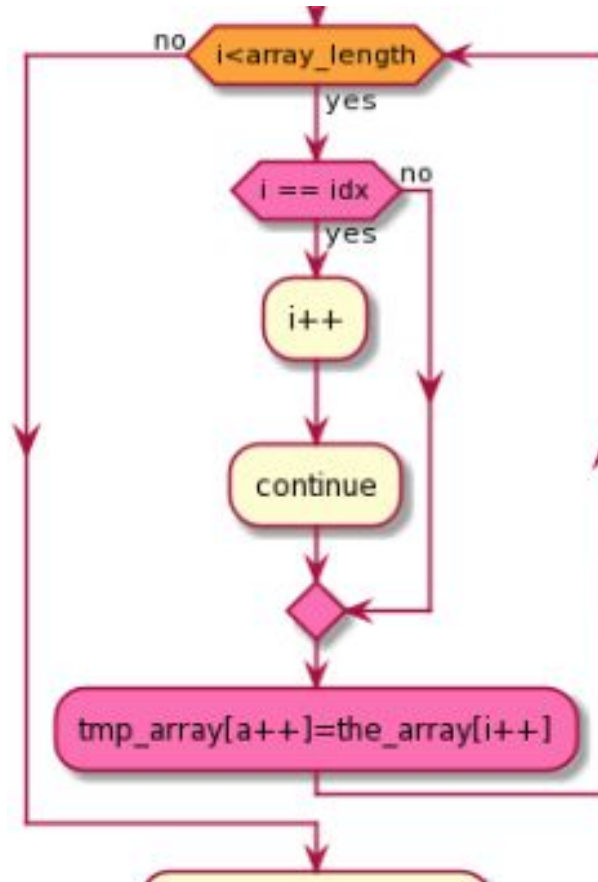 no
i<array_length
yes
i == idx
no
yes
i++
continue
tmp_array[a++]=the_array[i++]